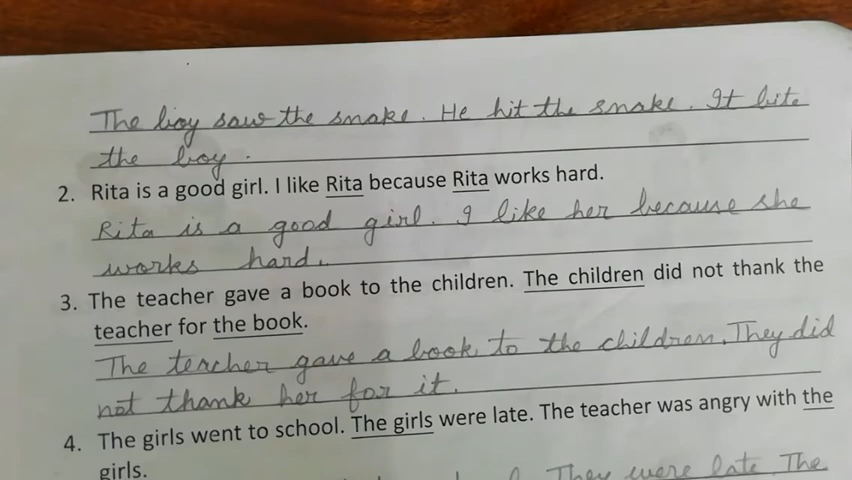 The boy saw the snake. He hit the snake. It bite
the boy.
2. Rita is a good girl. I like Rita because Rita works hard.
Rita is a good girl. I like her because she
works hard.
3. The teacher gave a book to the children. The children did not thank the
teacher for the book.
The teacher gave a book to the children. They did
not thank her for it.
4. The girls went to school. The girls were late. The teacher was angry with the
girls.
They were late The